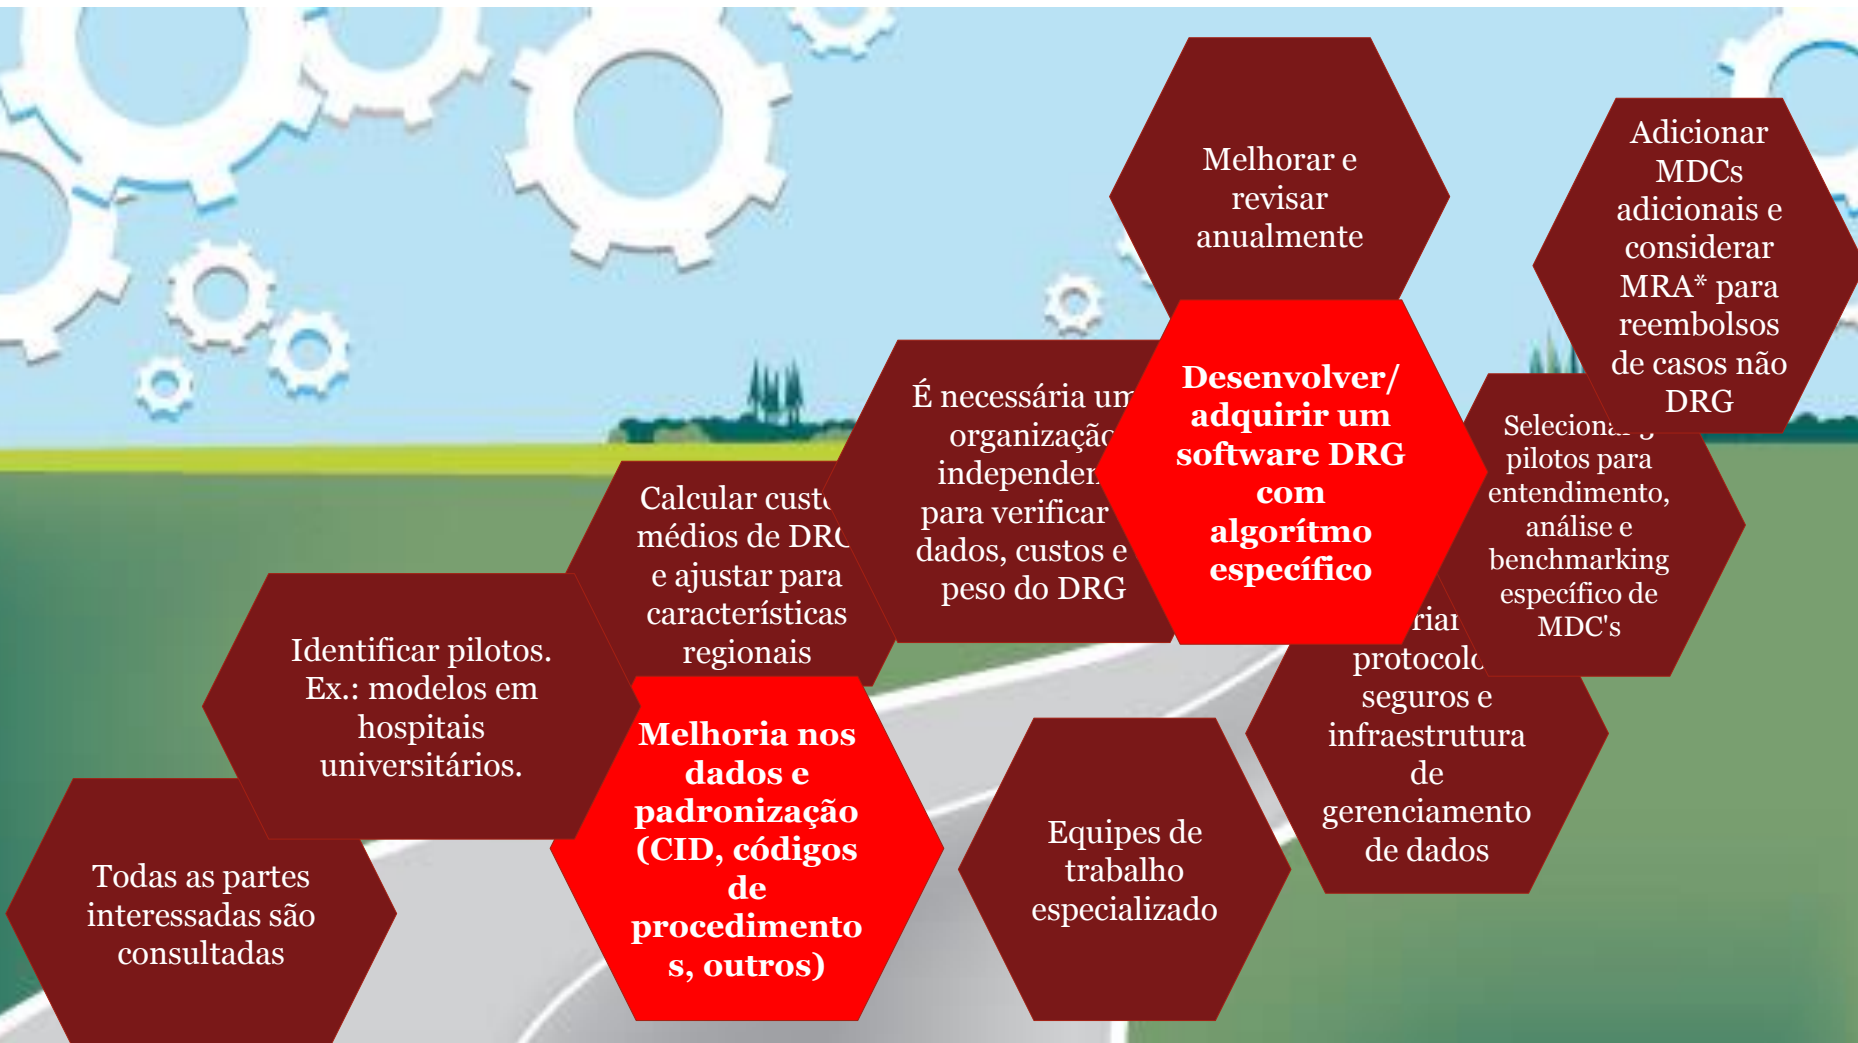 Todas as partes
interessadas são
consultadas
Identificar pilotos.
Ex.: modelos em
hospitais
universitários.
Calcular
médios de
e ajustar para
características
regionais
Melhoria nos
dados e
padronização
(CID, códigos
de
procedimento
s, outros)
É necessária
organização
para verificar
dados, custos e
peso do DRG
Equipes de
trabalho
especializado
Melhorar e
revisar
anualmente
Desenvolver/
adquirir um
software DRG
com
algorítmo
específico
seguros e
infraestrutura
de
gerenciamento
de dados
pilotos para
entendimento,
análise e
benchmarking
específico de
MDC's
Adicionar
MDCs
adicionais e
considerar
MRA* para
reembolsos
de casos não
DRG